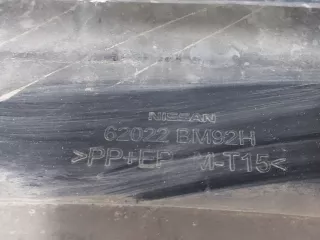 NISSAN
62022 BM92H
>PP+EP M-T15<